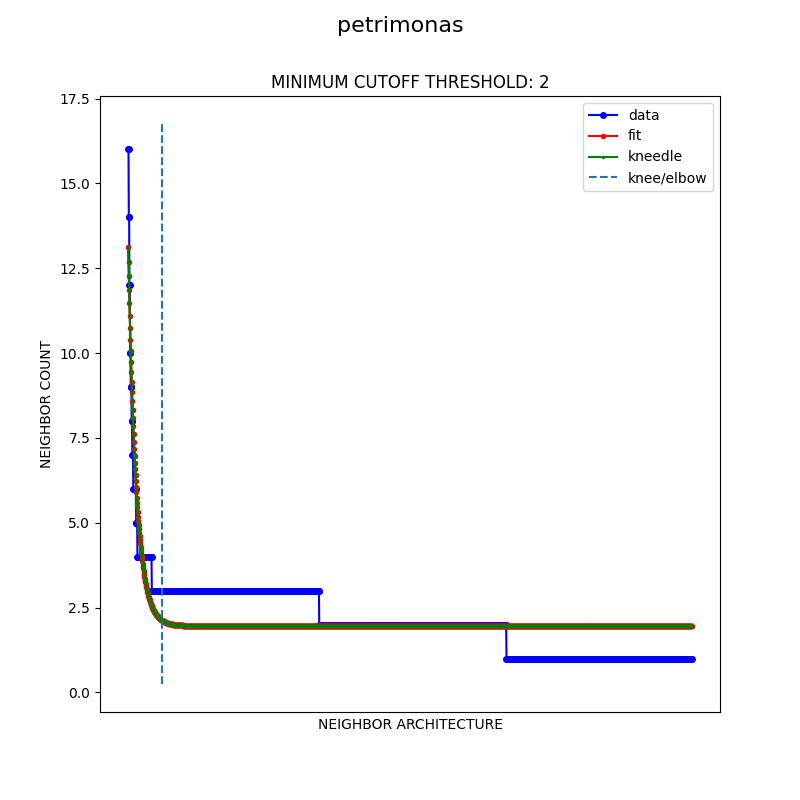 petrimonas
MINIMUM CUTOFF THRESHOLD: 2
17.5
15.0
12.5
10.0
7.5
5.0
2.5
0.0
NEIGHBOR COUNT
data
fit
kneedle
knee/elbow
NEIGHBOR ARCHITECTURE